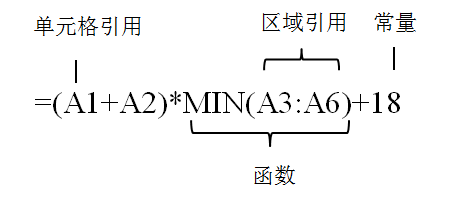 单元格引用 区域引用 常量
=(A1+A2)*MIN(A3:A6)+18
函数